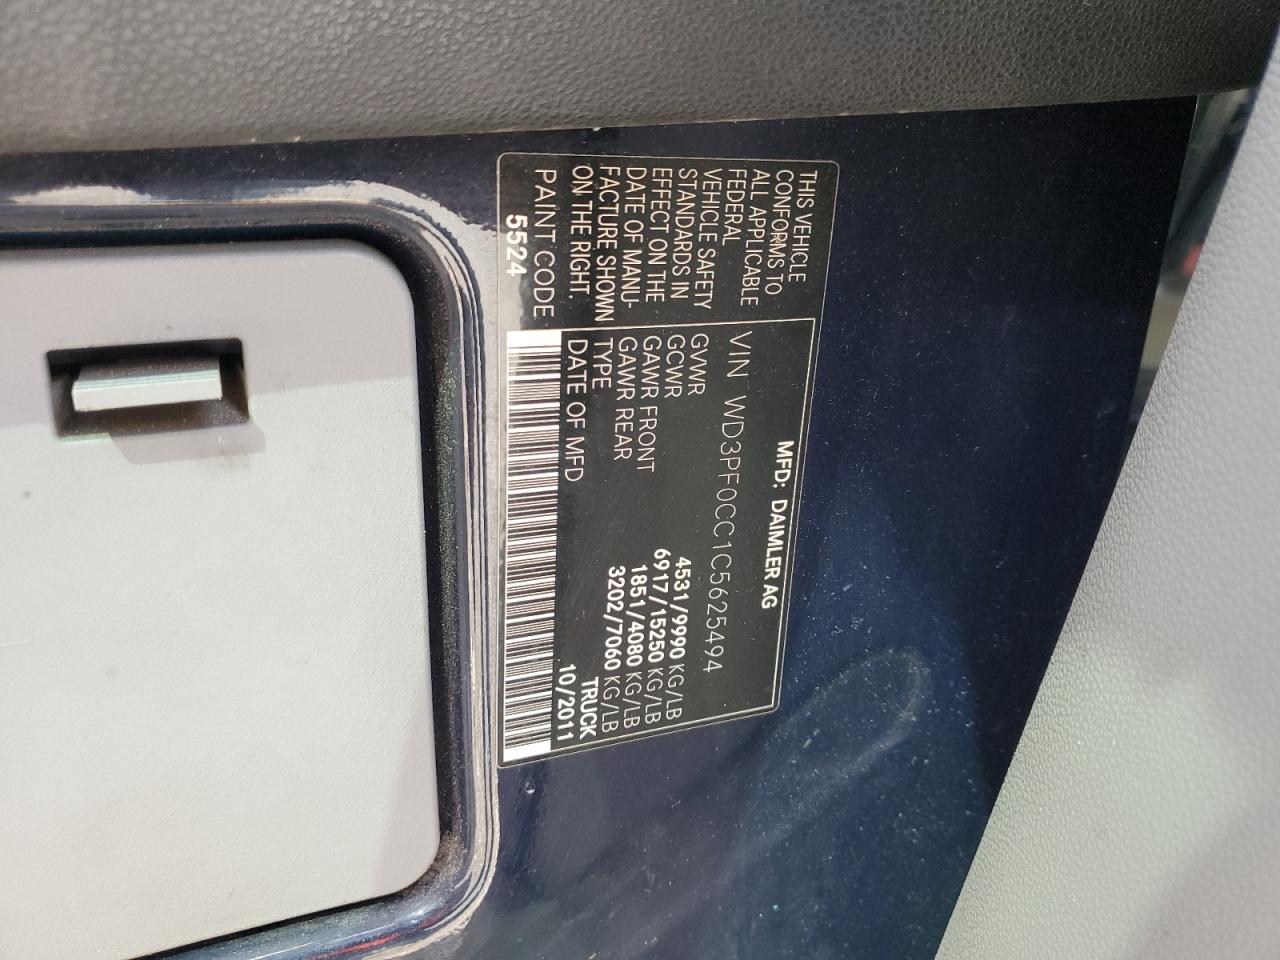 MFD: DAIMLER AG
THIS VEHICLE
CONFORMS TO
ALL APPLICABLE
FEDERAL
VEHICLE SAFETY
STANDARDS IN
EFFECT ON THE
DATE OF MANU-
FACTURE SHOWN
ON THE RIGHT.
PAINT CODE
5524
VIN WD3PF0CC1C5625494
GVWR 4531/9990 KG/LB
GCWR 6917/15250 KG/LB
GAWR FRONT 1851/4080 KG/LB
GAWR REAR 3202/7060 KG/LB
TYPE TRUCK
DATE OF MFD 10/2011